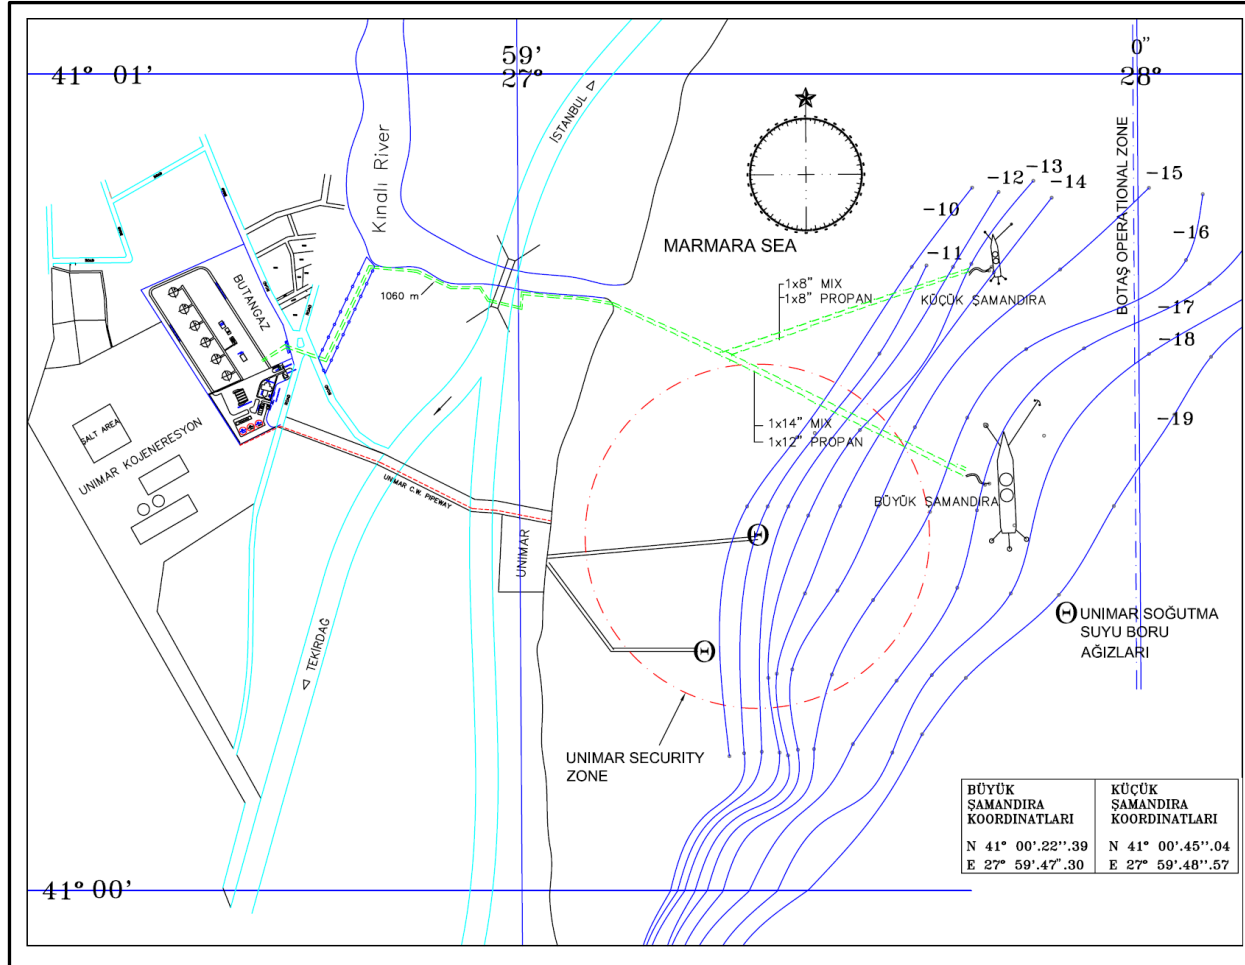 41° 01'
59'
27°
0"
28°
ISTANBUL
Kındlı River
BOTAŞ OPERATIONAL ZONE
-10
-11
-12
-13
-14
-15
-16
-17
-18
-19
MARMARA SEA
BUTANGAZ
1060 m
1x8" MIX
1x8" PROPAN
KÜÇÜK ŞAMANDIRA
1x14" MIX
1x12" PROPAN
BÜYÜK ŞAMANDIRA
SALT AREA
UNIMAR KOJENERESYON
UNIMAR C.W. PIPEWAY
UNIMAR
TEKİRDAĞ
UNIMAR SOĞUTMA
SUYU BORU
AĞIZLARI
UNIMAR SECURITY
ZONE
BÜYÜK
ŞAMANDIRA
KOORDINATLARI
N 41° 00'.22''.39
E 27° 59'.47".30
KÜÇÜK
ŞAMANDIRA
KOORDINATLARI
N 41° 00'.45''.04
E 27° 59'.48''.57
41° 00'